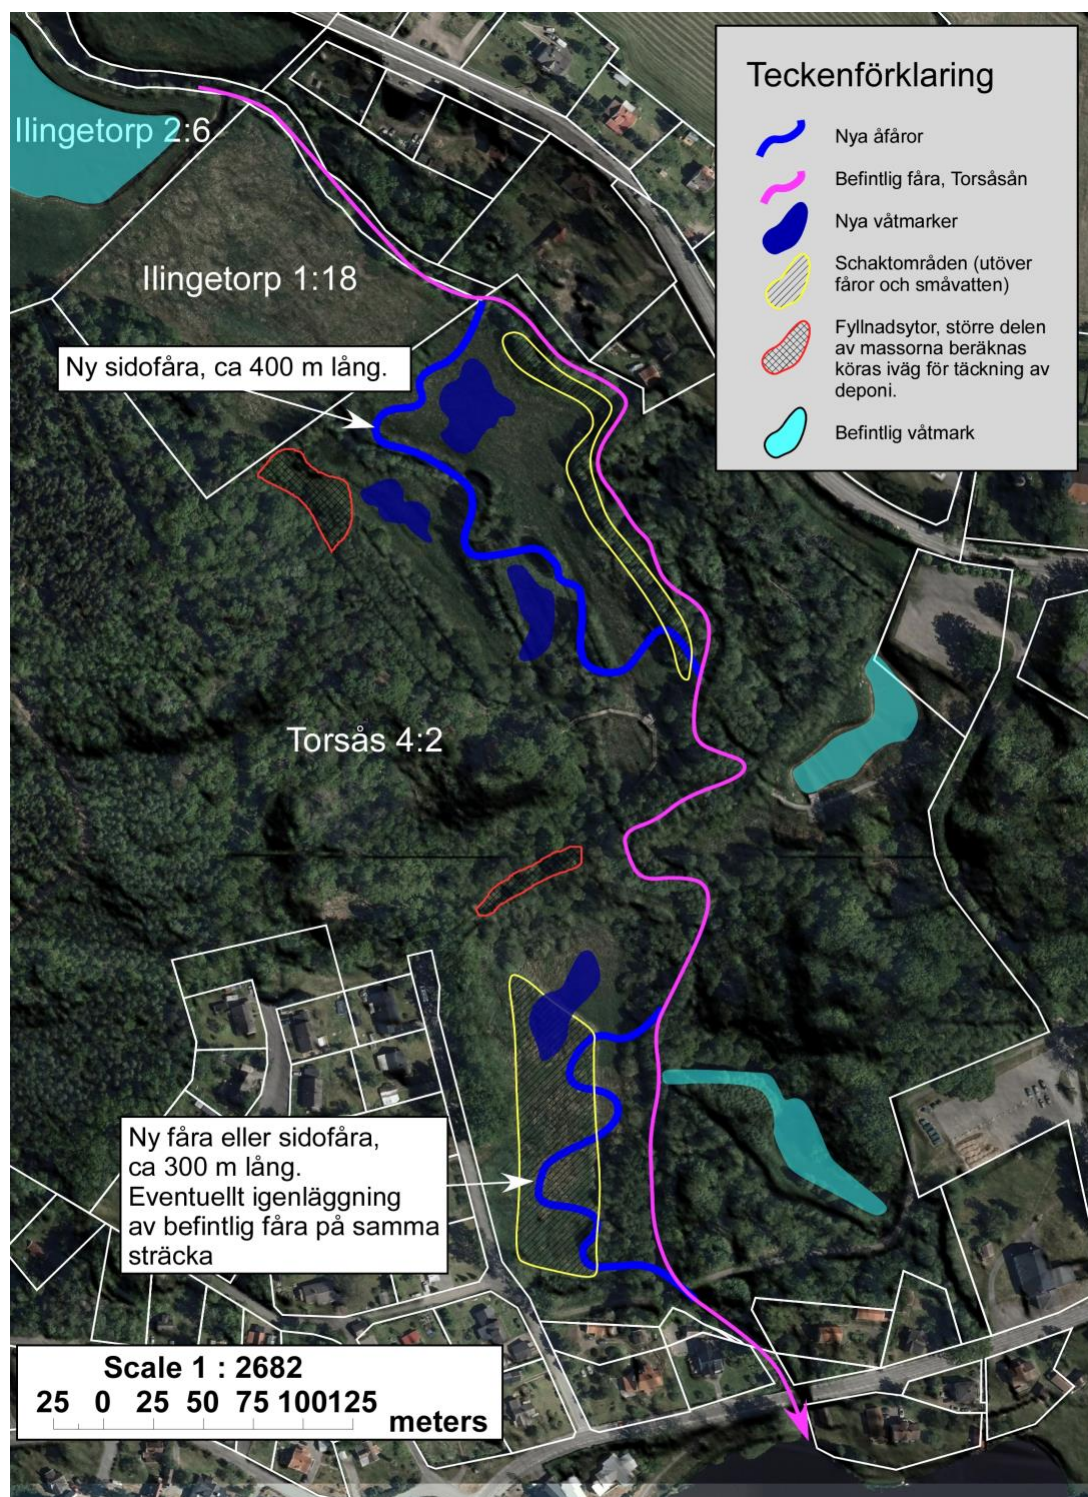 Teckenförklaring
Nya åfåror
Befintlig fåra, Torsåsån
Nya våtmarker
Schaktområden (utöver
fåror och småvatten)
Fyllnadsytor, större delen
av massorna beräknas
köras iväg för täckning av
deponi.
Befintlig våtmark
Ilingetorp 2:6
Ilingetorp 1:18
Ny sidofåra, ca 400 m lång.
Torsås 4:2
Ny fåra eller sidofåra,
ca 300 m lång.
Eventuellt igenläggning
av befintlig fåra på samma
sträcka
Scale 1 : 2682
25 0 25 50 75 100125
meters